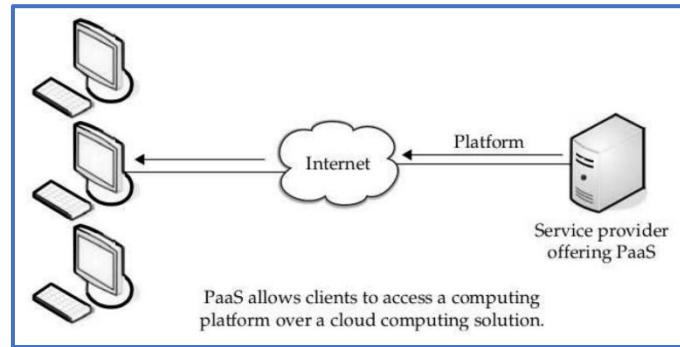 Platform
Internet
Service provider
offering PaaS
PaaS allows clients to access a computing
platform over a cloud computing solution.